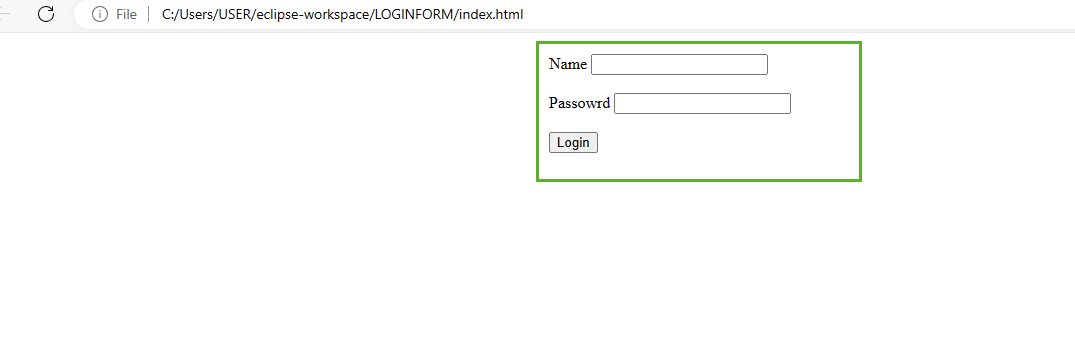 File C:/Users/USER/eclipse-workspace/LOGINFORM/index.html
Name
Passowrd
Login